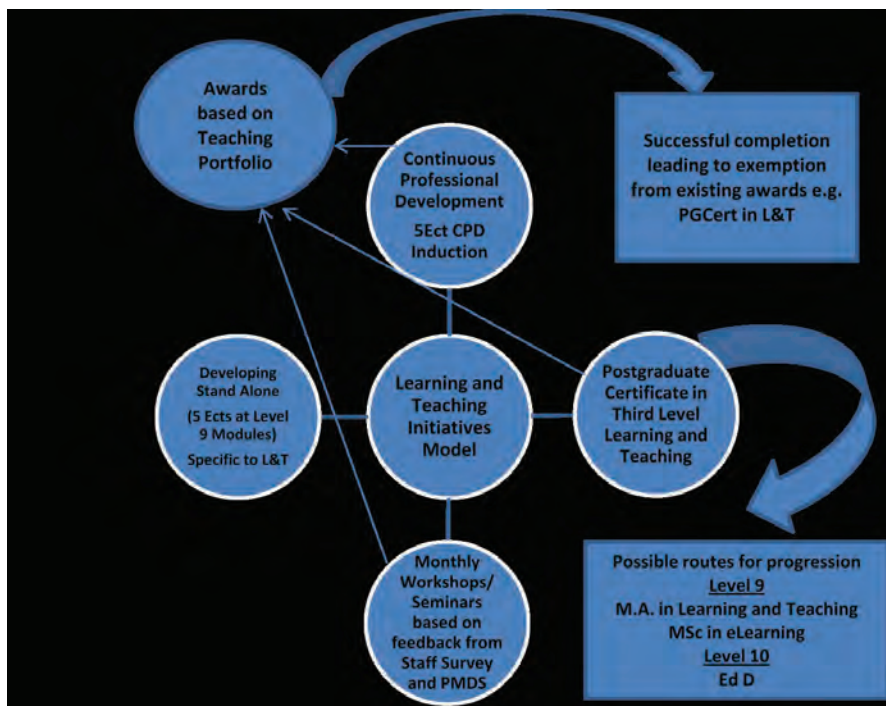 Awards
based on
Teaching
Portfolio
Successful completion
leading to exemption
from existing awards e.g.
PGCert in L&T
Continuous
Professional
Development
5Ect CPD
Induction
Developing
Stand Alone
(5 Ects at Level
9 Modules)
Specific to L&T
Learning and
Teaching
Initiatives
Model
Postgraduate
Certificate in
Third Level
Learning and
Teaching
Monthly
Workshops/
Seminars
based on
feedback from
Staff Survey
and PMDS
Possible routes for progression
Level 9
M.A. in Learning and Teaching
MSc in eLearning
Level 10
Ed D